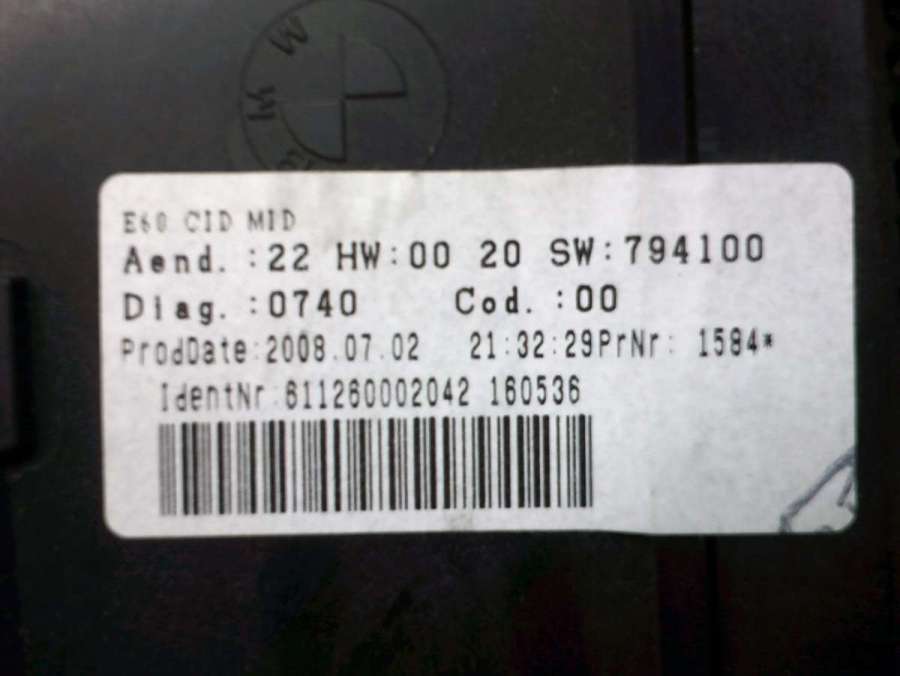 E60 CID MID
Aend. :22 HW:00 20 SW:794100
Diag. :0740 Cod. :00
ProdDate:2008.07.02 21:32:29PrNr: 1584*
IdentNr:611260002042 160536